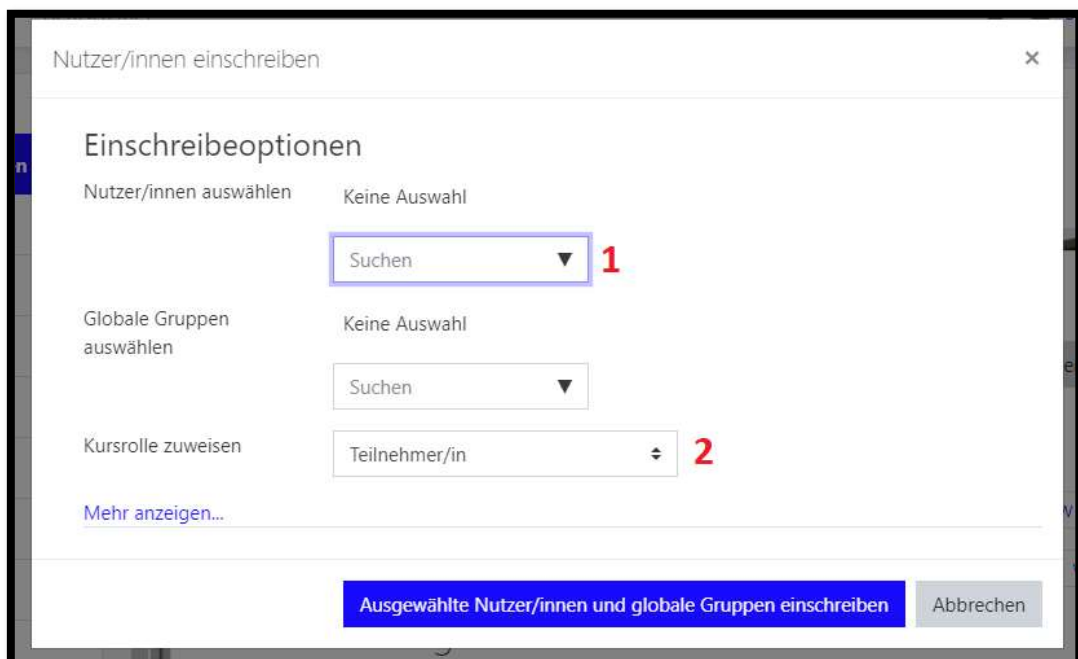 Nutzer/innen einschreiben ×
Einschreibeoptionen
Nutzer/innen auswählen
Keine Auswahl
Suchen ▼ 1
Globale Gruppen
auswählen
Keine Auswahl
Suchen ▼
Kursrolle zuweisen
Teilnehmer/in 2
Mehr anzeigen...
Ausgewählte Nutzer/innen und globale Gruppen einschreiben
Abbrechen